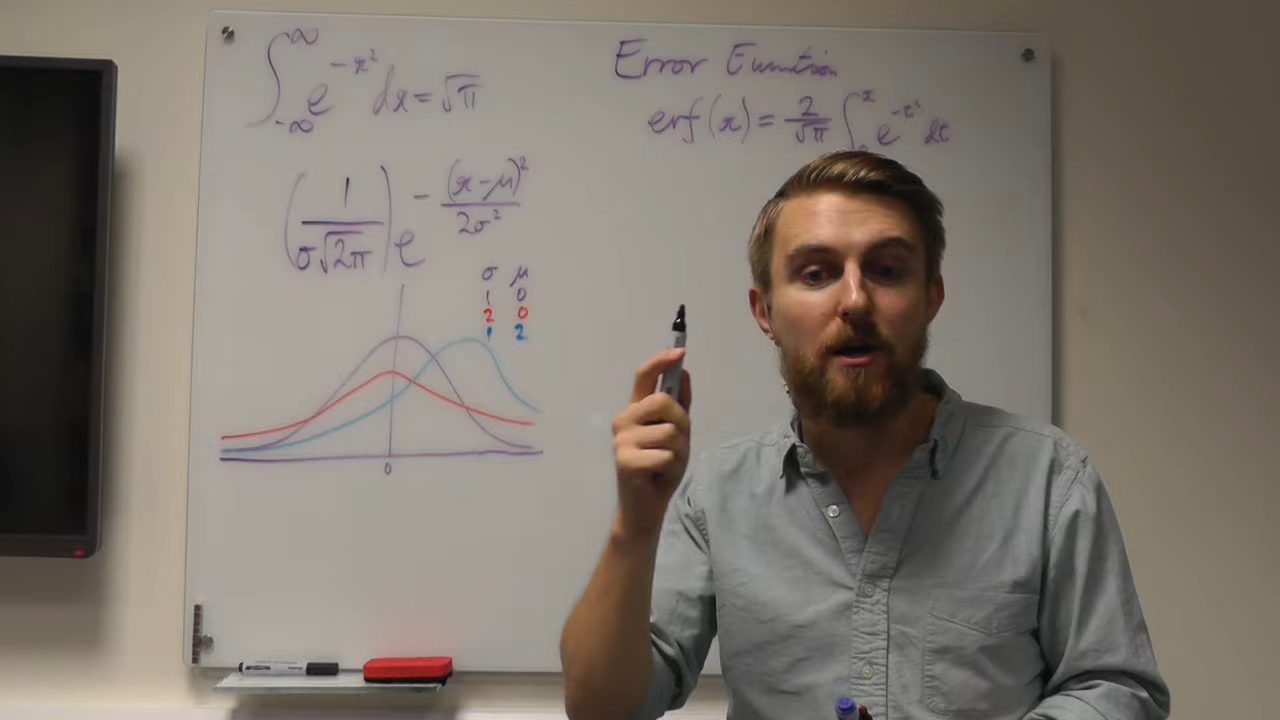 ∫_{-∞}^{∞} e^{-x²} dx = √π
(1/(σ√(2π))) e^{-(x-μ)²/(2σ²)}
σ μ
1 0
2 0
1 2
0
Error Function
erf(x) = 2/√π ∫_0^x e^{-t²} dt